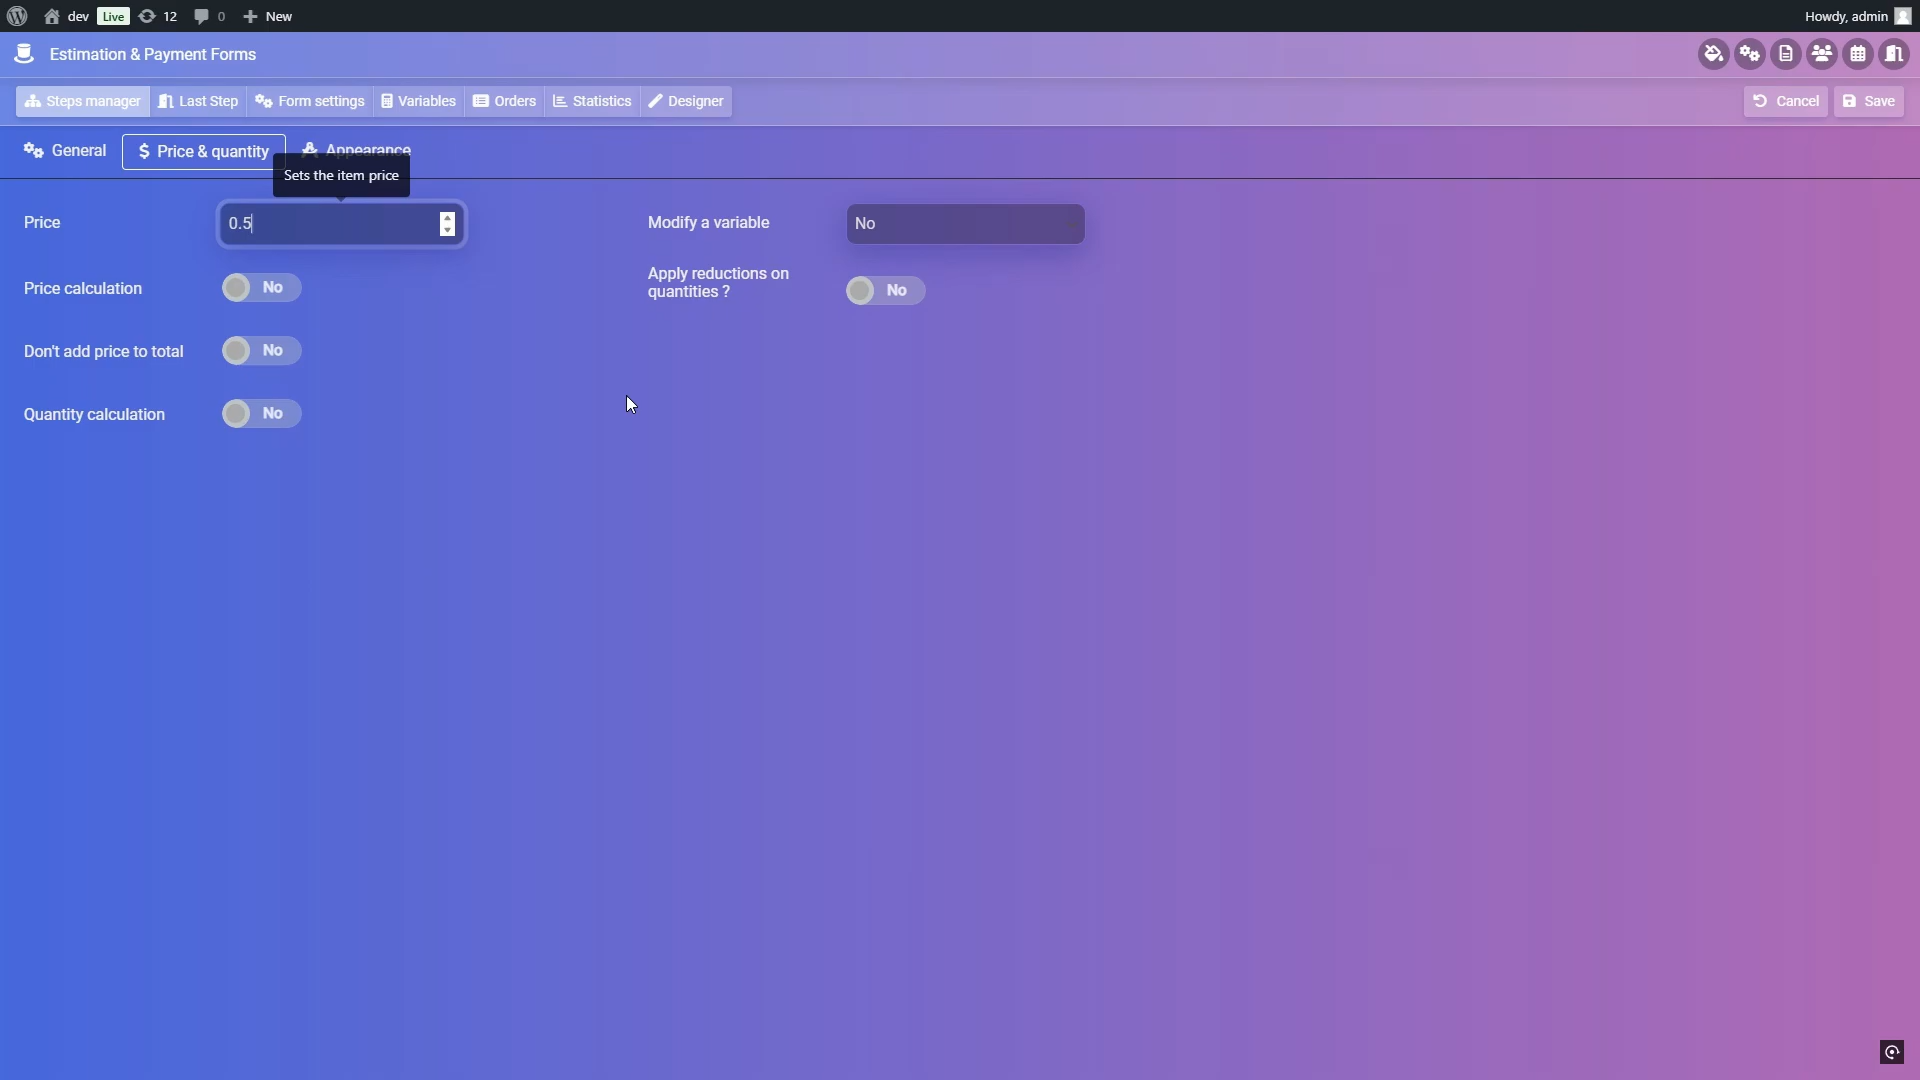 dev Live 12 0 New Howdy, admin
Estimation & Payment Forms
Steps manager Last Step Form settings Variables Orders Statistics Designer Cancel Save
General $ Price & quantity Appearance
Sets the item price
Price 0.5 Modify a variable No
Price calculation No Apply reductions on
quantities ? No
Don't add price to total No
Quantity calculation No